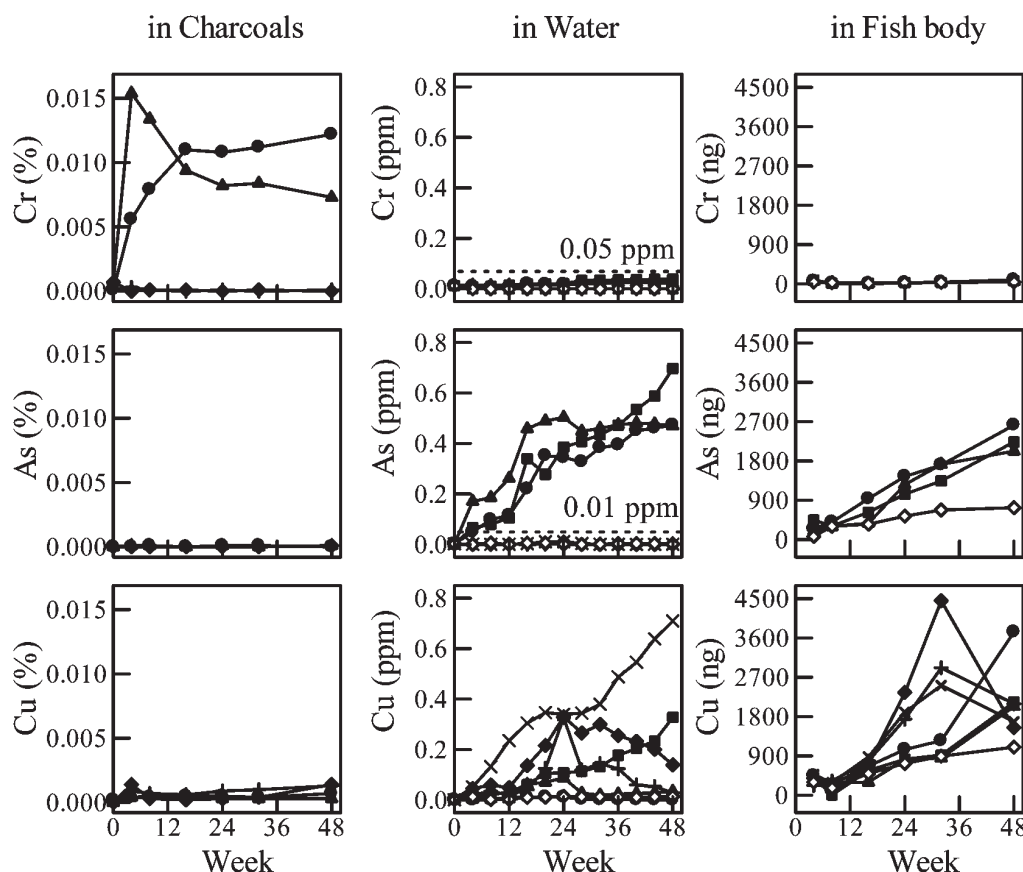 in Charcoals in Water in Fish body
Cr (%)
0.015
0.010
0.005
0.000
Cr (ppm)
0.8
0.6
0.4
0.2
0.0
0.05 ppm
Cr (ng)
4500
3600
2700
1800
900
0
As (%)
0.015
0.010
0.005
0.000
As (ppm)
0.8
0.6
0.4
0.2
0.0
0.01 ppm
As (ng)
4500
3600
2700
1800
900
0
Cu (%)
0.015
0.010
0.005
0.000
0 12 24 36 48
Week
Cu (ppm)
0.8
0.6
0.4
0.2
0.0
0 12 24 36 48
Week
Cu (ng)
4500
3600
2700
1800
900
0
0 12 24 36 48
Week